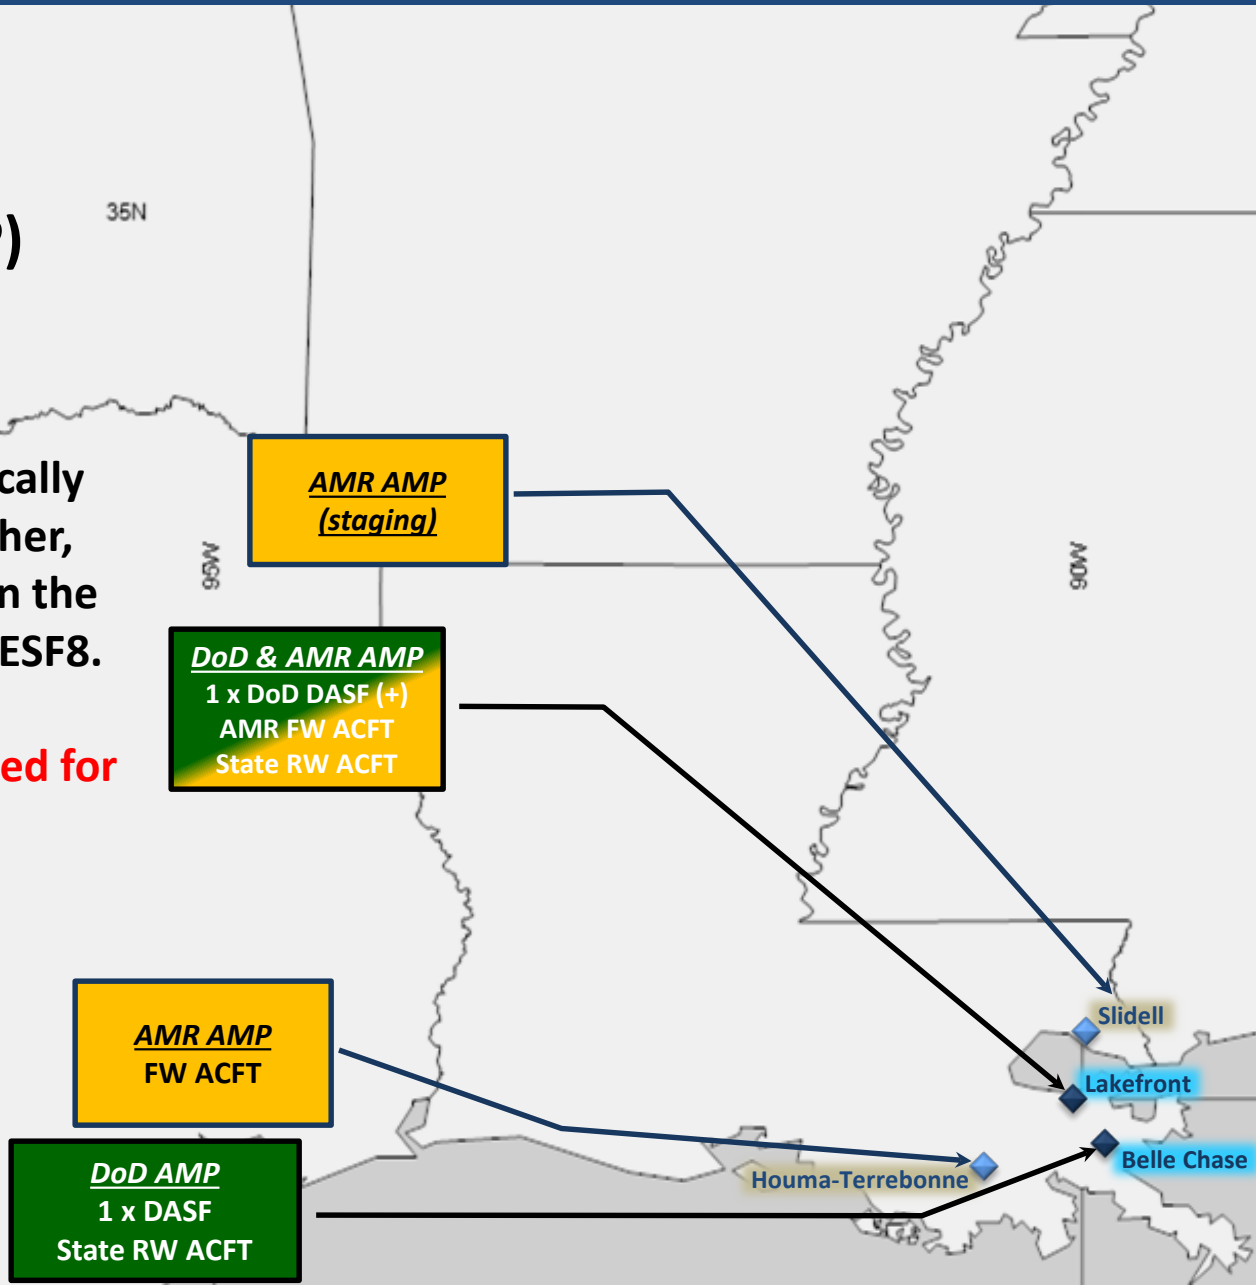 35N
P)
AMR AMP
(staging)
cally
her,
95W
90W
n the
ESF8.
DoD & AMR AMP
1 x DoD DASF (+)
AMR FW ACFT
State RW ACFT
ed for
AMR AMP
FW ACFT
Slidell
Lakefront
Belle Chase
Houma-Terrebonne
DoD AMP
1 x DASF
State RW ACFT